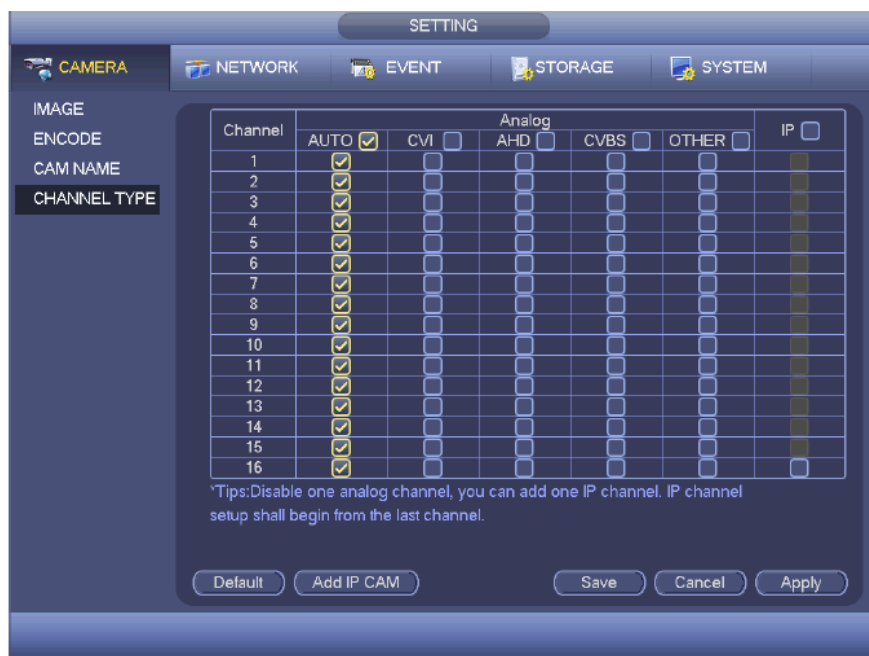 SETTING
CAMERA NETWORK EVENT STORAGE SYSTEM
IMAGE
ENCODE
CAM NAME
CHANNEL TYPE
Channel Analog IP
AUTO CVI AHD CVBS OTHER
1
2
3
4
5
6
7
8
9
10
11
12
13
14
15
16
*Tips:Disable one analog channel, you can add one IP channel. IP channel
setup shall begin from the last channel.
Default Add IP CAM Save Cancel Apply